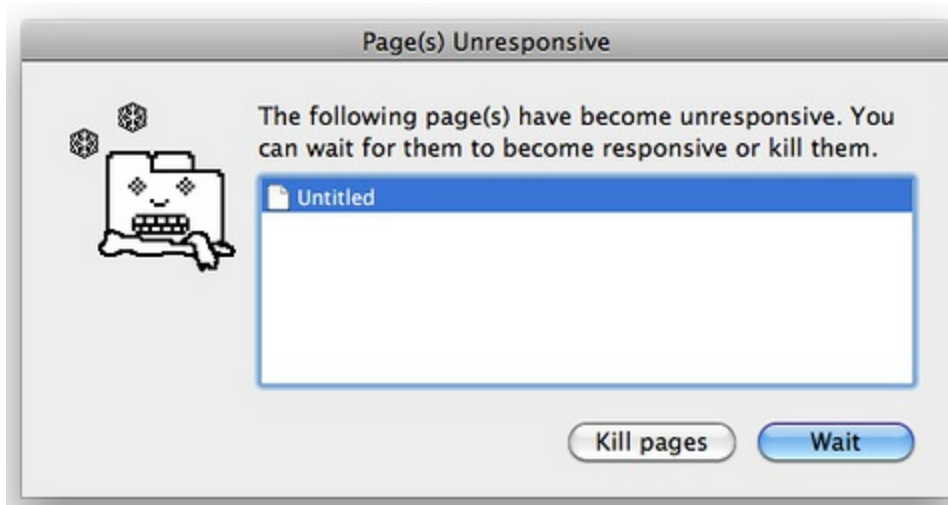 Page(s) Unresponsive
The following page(s) have become unresponsive. You
can wait for them to become responsive or kill them.
Untitled
Kill pages
Wait